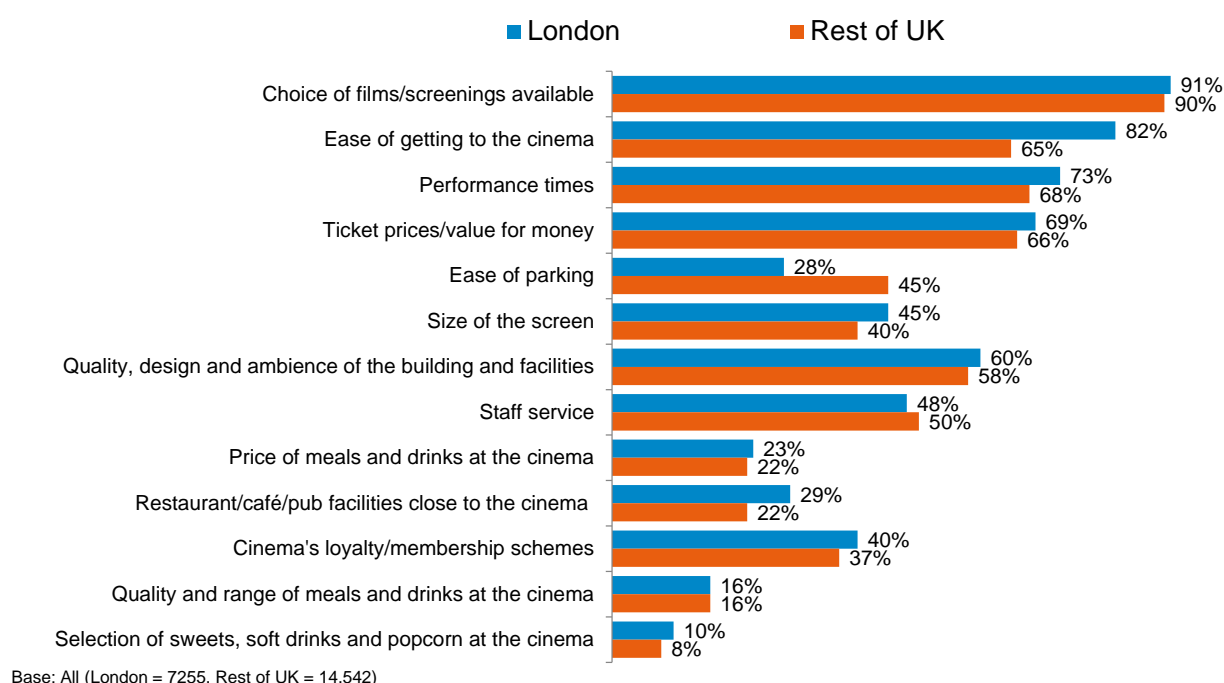 London Rest of UK
Choice of films/screenings available 91%
90%
Ease of getting to the cinema 82%
65%
Performance times 73%
68%
Ticket prices/value for money 69%
66%
Ease of parking 28%
45%
Size of the screen 45%
40%
Quality, design and ambience of the building and facilities 60%
58%
Staff service 48%
50%
Price of meals and drinks at the cinema 23%
22%
Restaurant/café/pub facilities close to the cinema 29%
22%
Cinema's loyalty/membership schemes 40%
37%
Quality and range of meals and drinks at the cinema 16%
16%
Selection of sweets, soft drinks and popcorn at the cinema 10%
8%
Base: All (London = 7255, Rest of UK = 14,542)